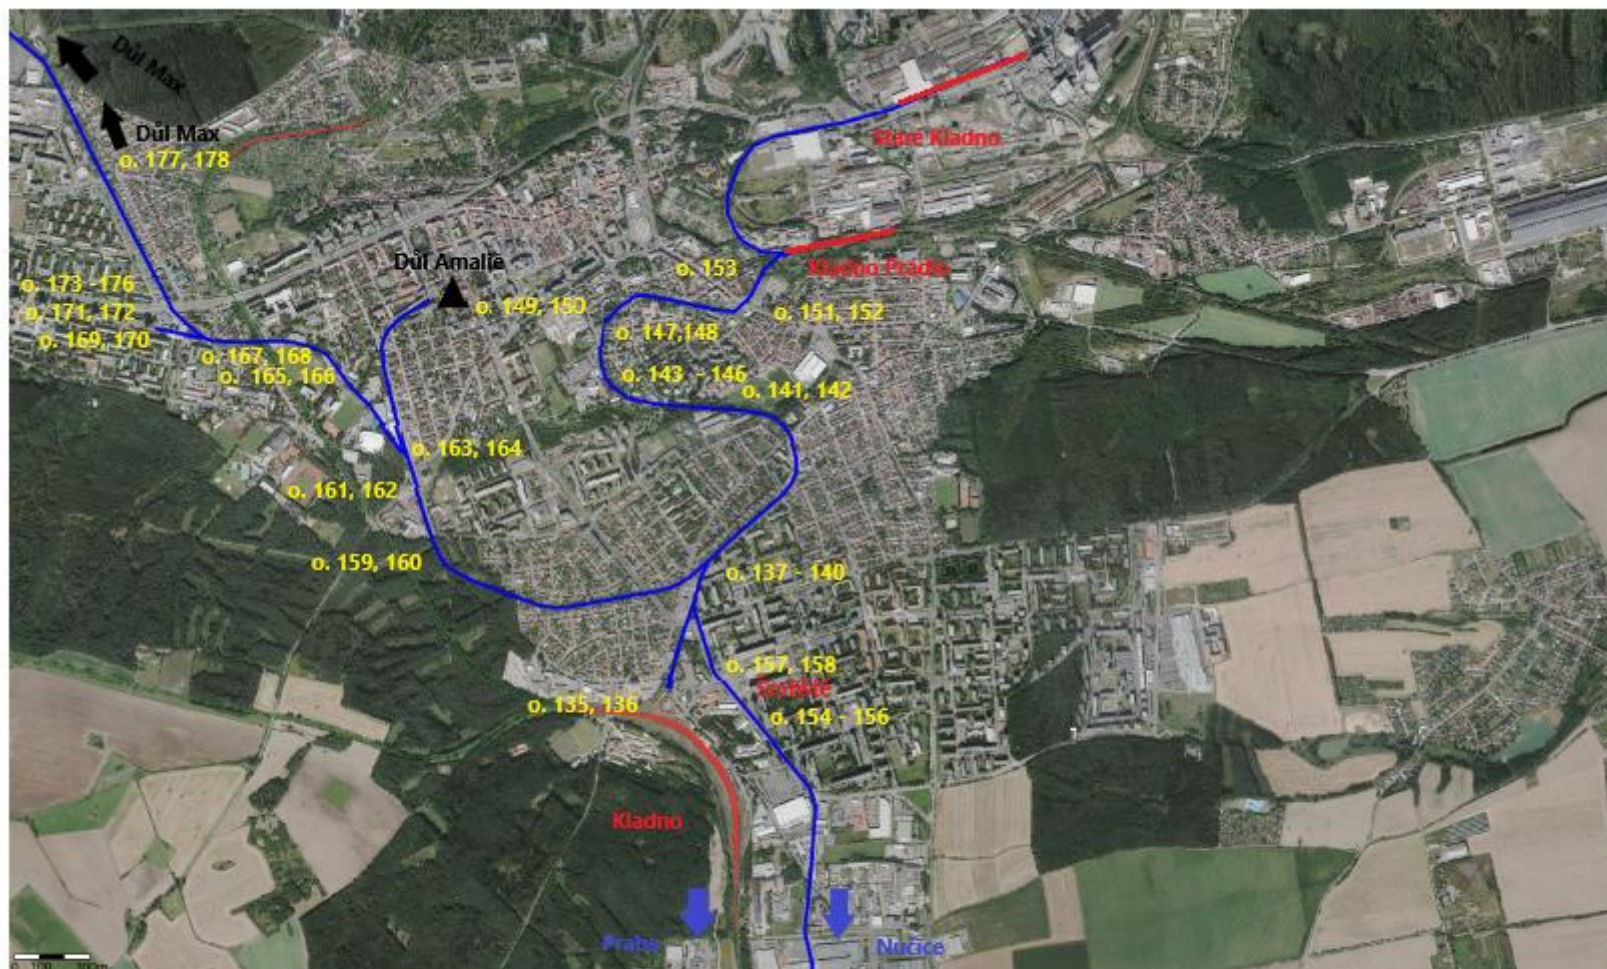 Důl Max
Důl Max
o. 177, 178
Staré Kladno
Důl Amalie
o. 153
Kladno Prádlo
o. 173 -176
o. 149, 150
o. 171, 172
o. 151, 152
o. 169, 170
o. 147,148
o. 167, 168
o. 165, 166
o. 143 - 146
o. 141, 142
o. 163, 164
o. 161, 162
o. 159, 160
o. 137 - 140
o. 157, 158
o. 135, 136
o. 154 - 156
Kladno
Praha
Nučice